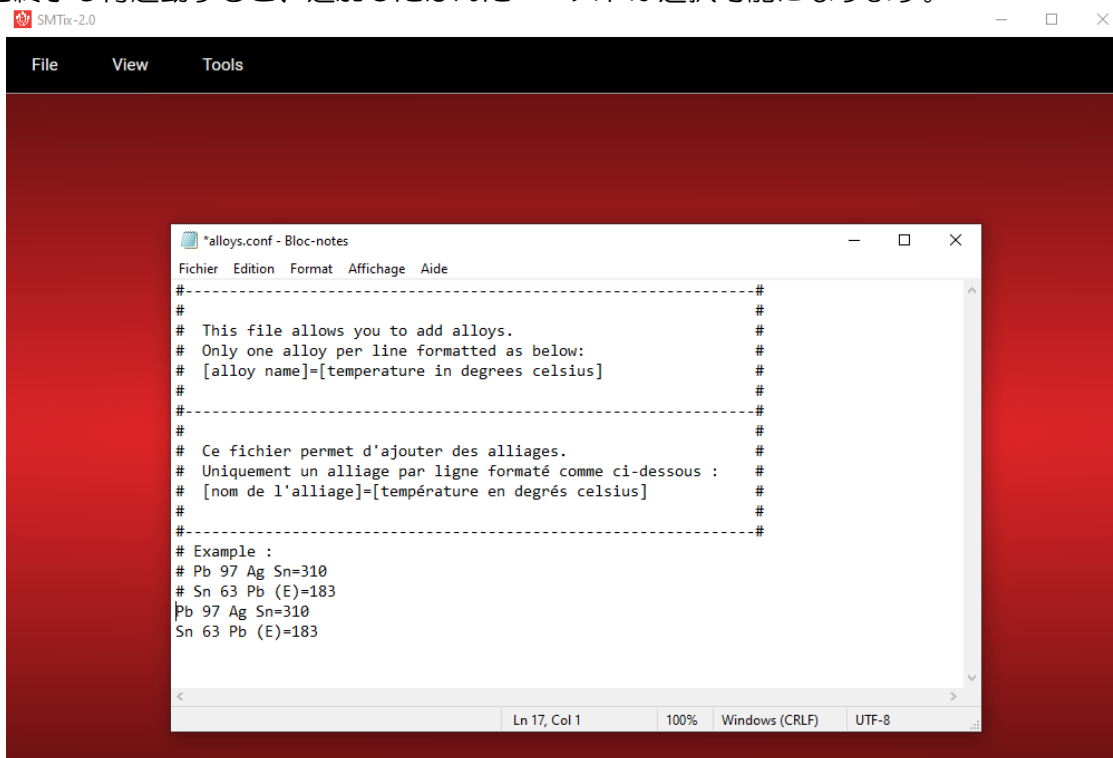 SMTix-2.0
File View Tools
*alloys.conf - Bloc-notes
Fichier Edition Format Affichage Aide
#----------------------------------------------------------------#
# #
# This file allows you to add alloys. #
# Only one alloy per line formatted as below: #
# [alloy name]=[temperature in degrees celsius] #
# #
#----------------------------------------------------------------#
# #
# Ce fichier permet d'ajouter des alliages. #
# Uniquement un alliage par ligne formaté comme ci-dessous : #
# [nom de l'alliage]=[température en degrés celsius] #
# #
#----------------------------------------------------------------#
# Example :
# Pb 97 Ag Sn=310
# Sn 63 Pb (E)=183
Pb 97 Ag Sn=310
Sn 63 Pb (E)=183
Ln 17, Col 1 100% Windows (CRLF) UTF-8